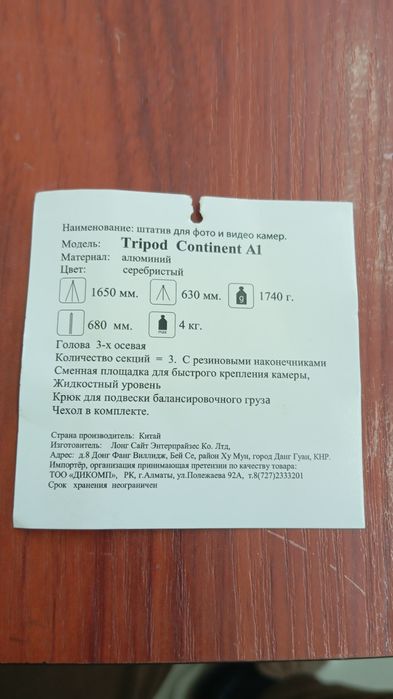 Наименование: штатив для фото и видео камер.
Модель: Tripod Continent A1
Материал: алюминий
Цвет: серебристый
1650 мм. 630 мм. g 1740 г.
680 мм. max 4 кг.
Голова 3-х осевая
Количество секций = 3. С резиновыми наконечниками
Сменная площадка для быстрого крепления камеры,
Жидкостный уровень
Крюк для подвески балансировочного груза
Чехол в комплекте.
Страна производитель: Китай
Изготовитель: Лонг Сайт Энтерпрайзес Ко. Лтд,
Адрес: д.8 Донг Фанг Виллидж, Бей Се, район Ху Мун, город Данг Гуан, КНР.
Импортёр, организация принимающая претензии по качеству товара:
ТОО «ДИКОМП», РК, г.Алматы, ул.Полежаева 92А, т.8(727)2333201
Срок хранения неограничен